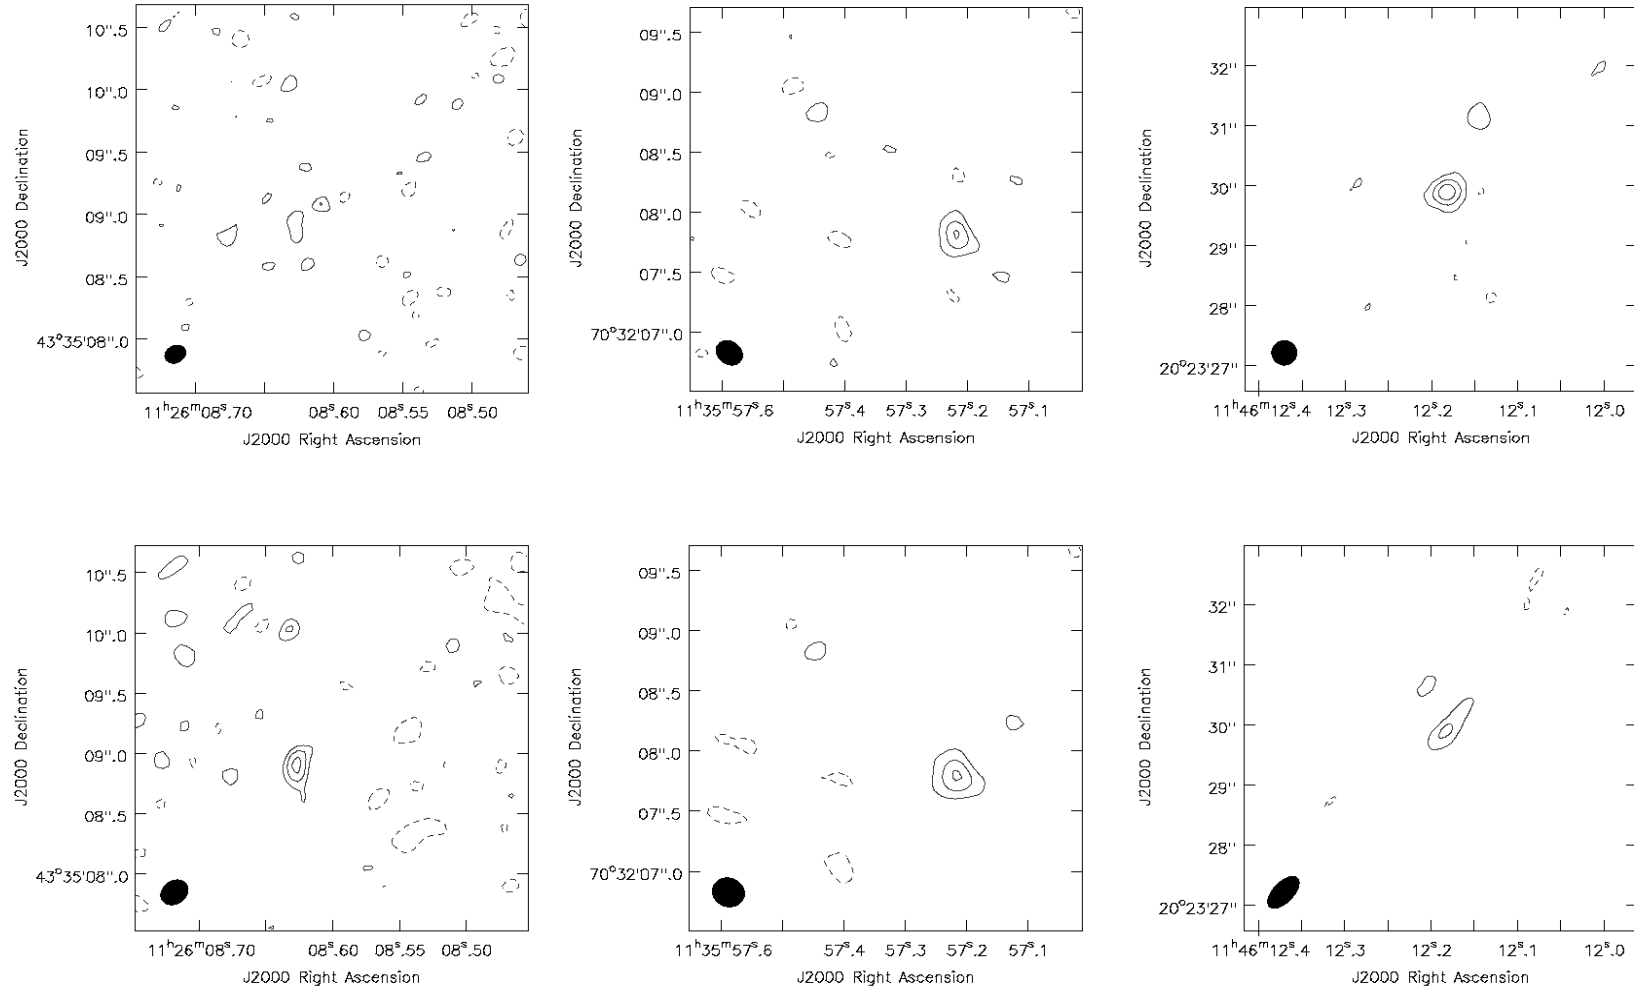 10".5
10".0
09".5
09".0
08".5
43°35'08".0
J2000 Declination
11ʰ26ᵐ08ˢ.70
08ˢ.60
08ˢ.55
08ˢ.50
J2000 Right Ascension
09".5
09".0
08".5
08".0
07".5
70°32'07".0
J2000 Declination
11ʰ35ᵐ57ˢ.6
57ˢ.4
57ˢ.3
57ˢ.2
57ˢ.1
J2000 Right Ascension
32"
31"
30"
29"
28"
20°23'27"
J2000 Declination
11ʰ46ᵐ12ˢ.4
12ˢ.3
12ˢ.2
12ˢ.1
12ˢ.0
J2000 Right Ascension
10".5
10".0
09".5
09".0
08".5
43°35'08".0
J2000 Declination
11ʰ26ᵐ08ˢ.70
08ˢ.60
08ˢ.55
08ˢ.50
J2000 Right Ascension
09".5
09".0
08".5
08".0
07".5
70°32'07".0
J2000 Declination
11ʰ35ᵐ57ˢ.6
57ˢ.4
57ˢ.3
57ˢ.2
57ˢ.1
J2000 Right Ascension
32"
31"
30"
29"
28"
20°23'27"
J2000 Declination
11ʰ46ᵐ12ˢ.4
12ˢ.3
12ˢ.2
12ˢ.1
12ˢ.0
J2000 Right Ascension